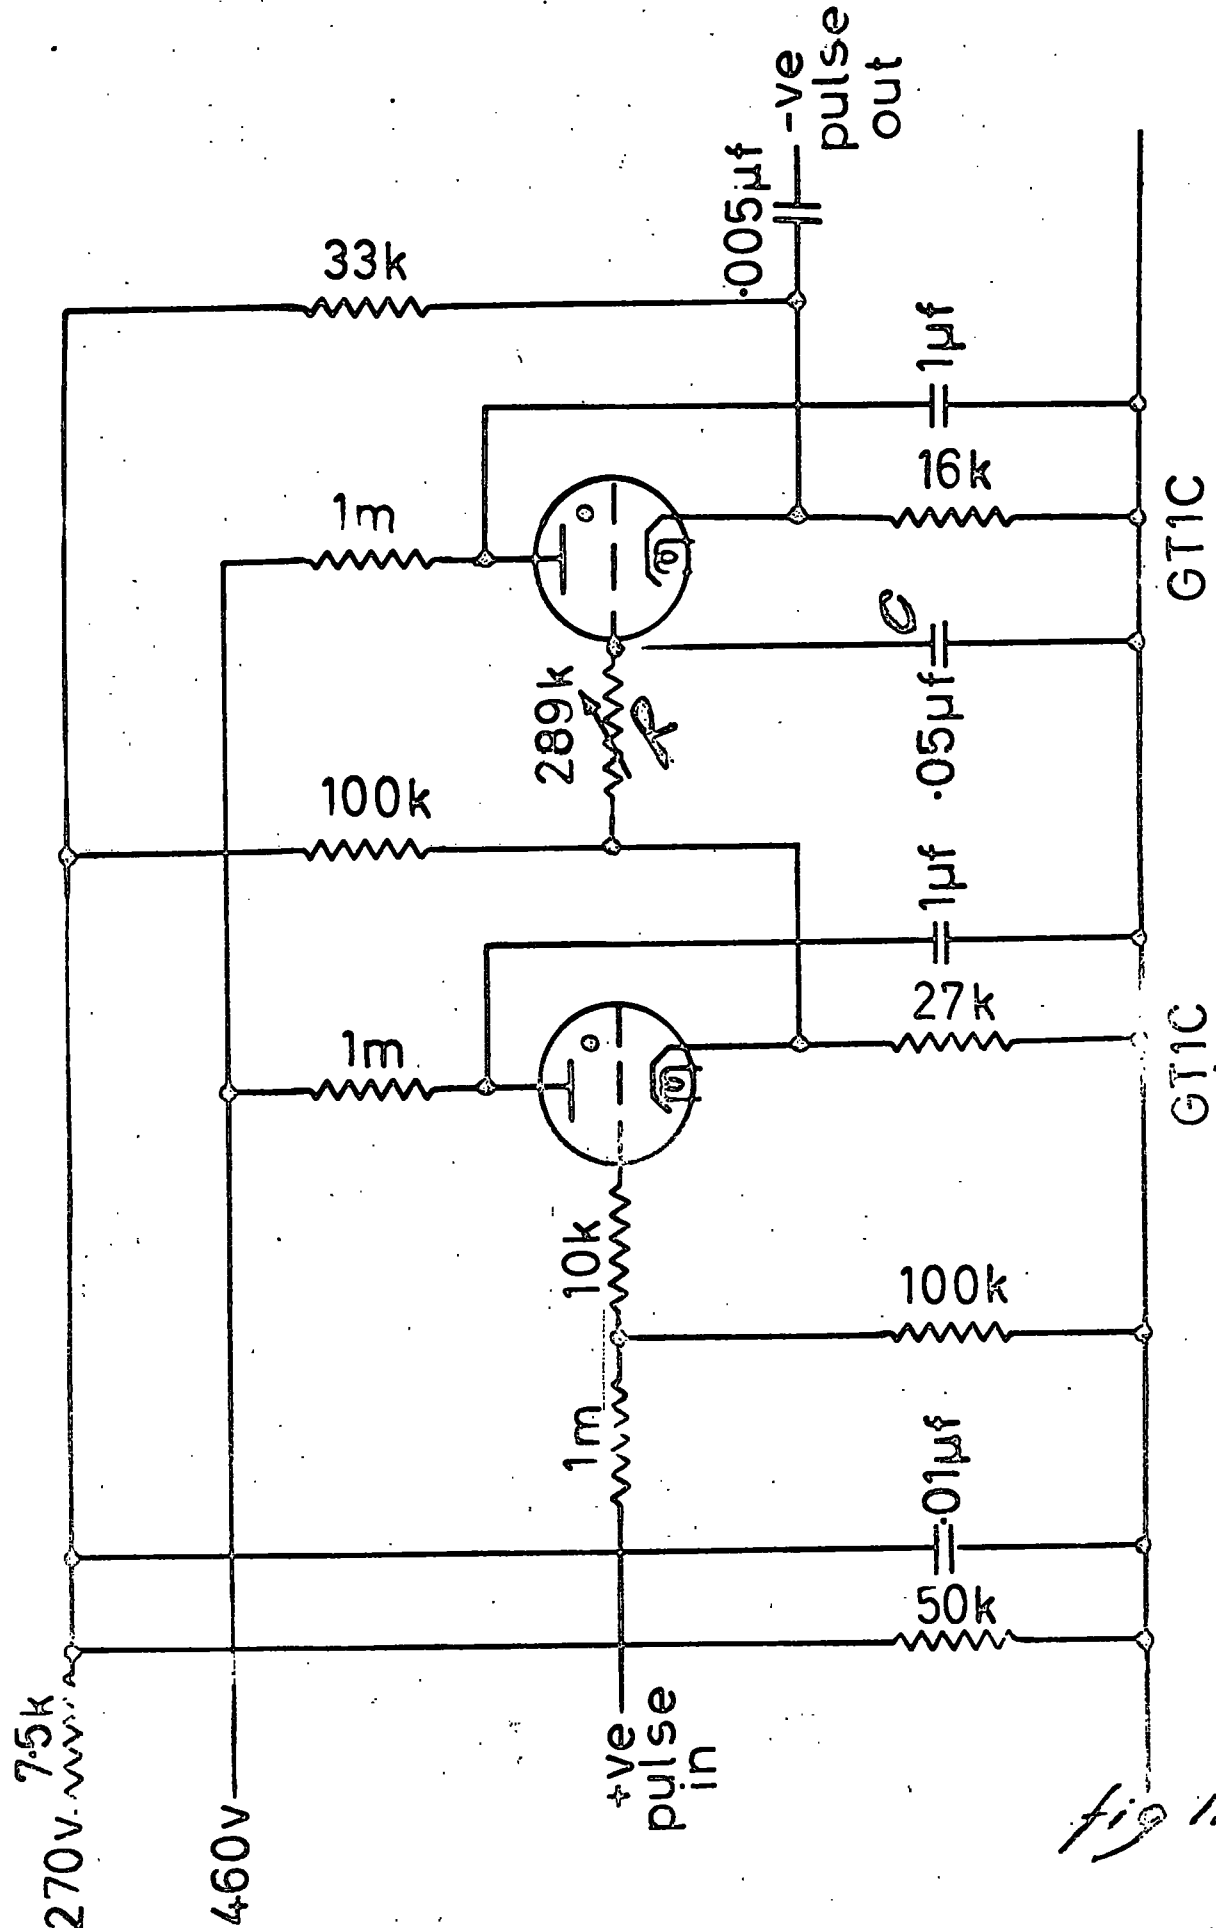 270v 7.5k
460v
+ve
pulse
in
50k
.01µf
1m
100k
10k
1m
27k
1µf
100k
289k
R
.05µf
C
1m
16k
1µf
33k
.005µf
-ve
pulse
out
GT1C
GT1C